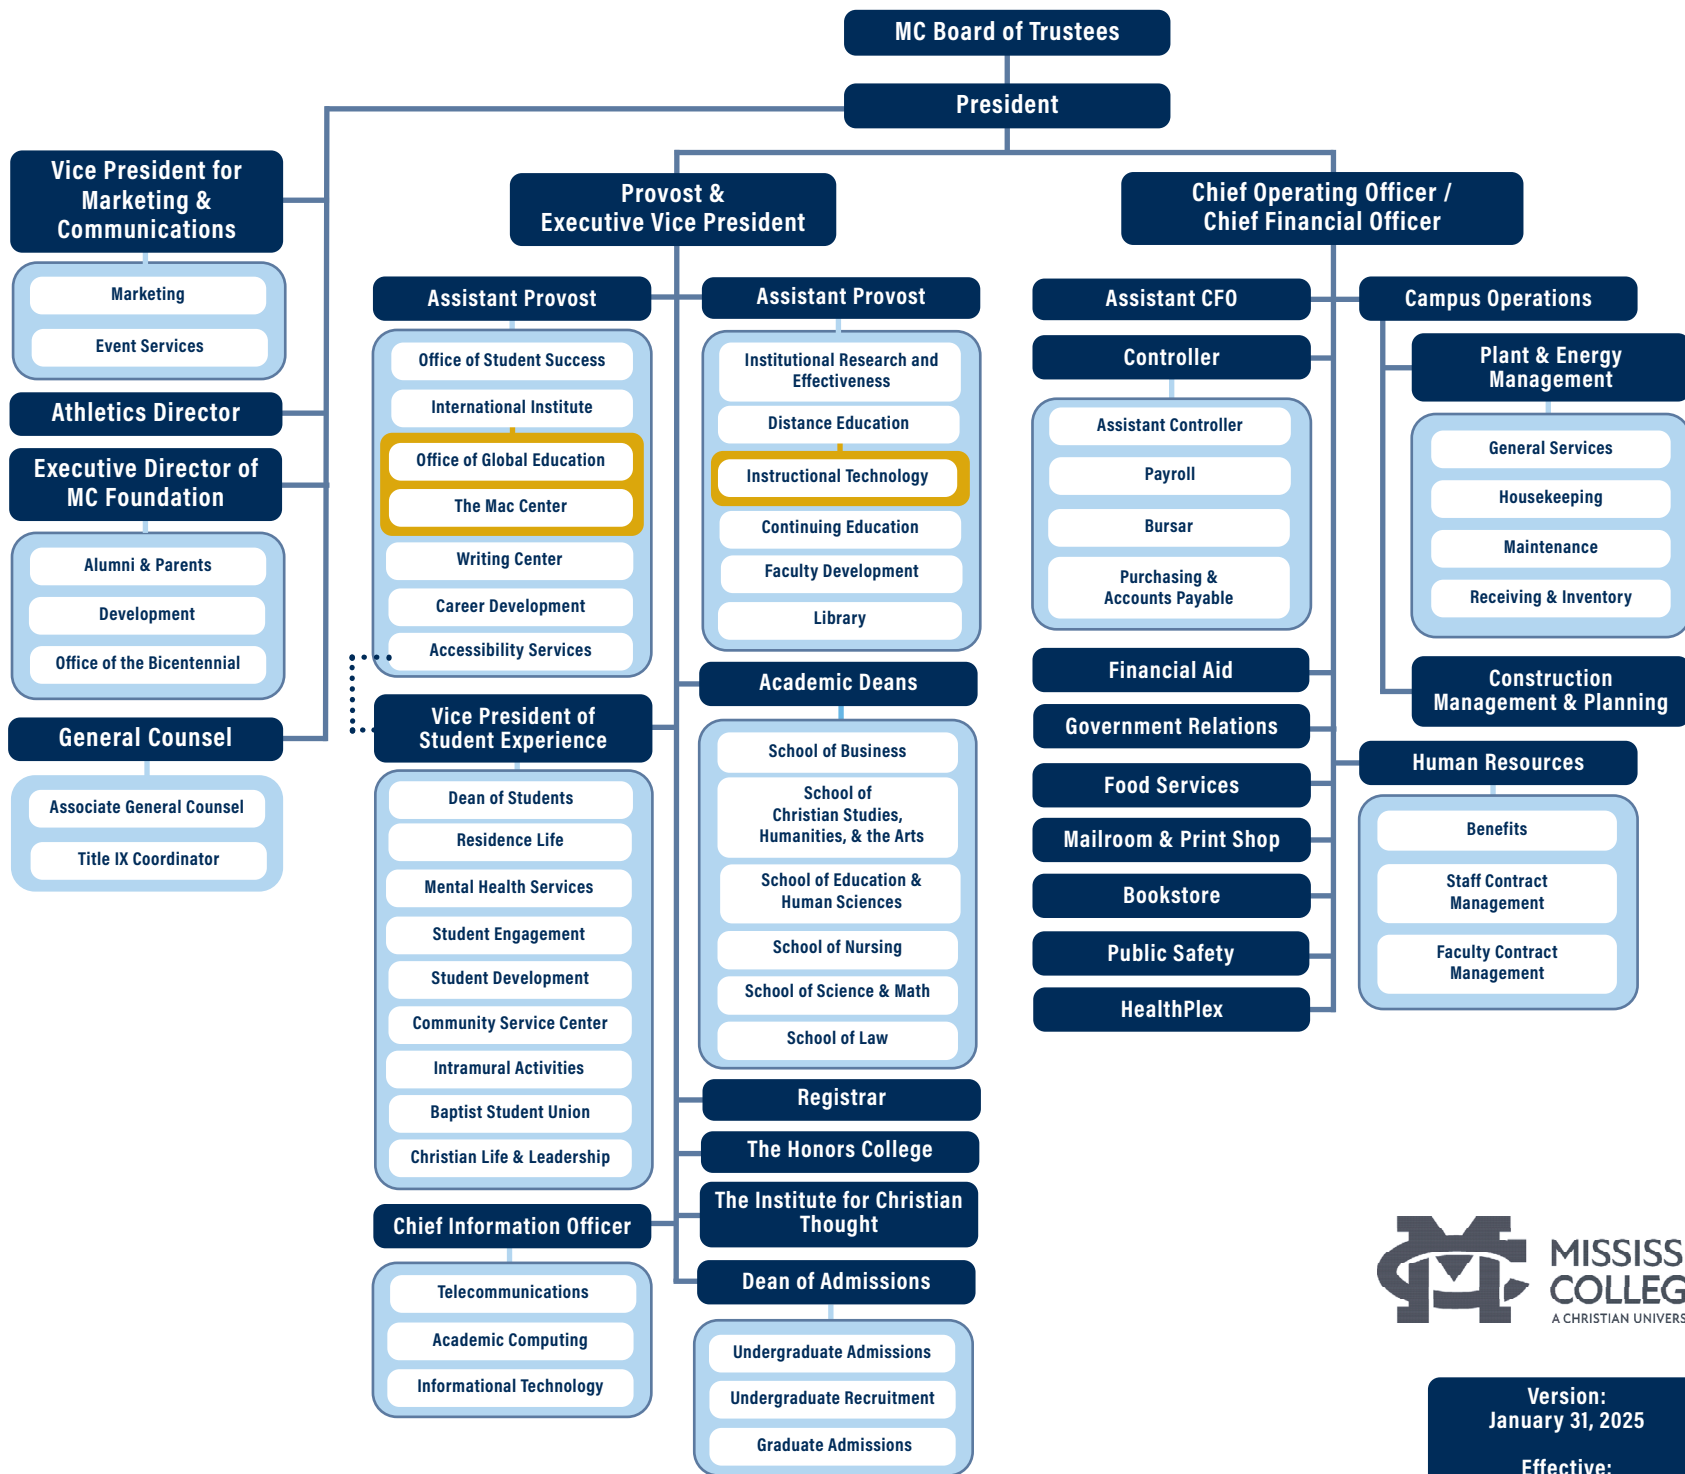 MC Board of Trustees
President
Vice President for
Marketing &
Communications
Marketing
Event Services
Athletics Director
Executive Director of
MC Foundation
Alumni & Parents
Development
Office of the Bicentennial
General Counsel
Associate General Counsel
Title IX Coordinator
Provost &
Executive Vice President
Assistant Provost
Office of Student Success
International Institute
Office of Global Education
The Mac Center
Writing Center
Career Development
Accessibility Services
Vice President of
Student Experience
Dean of Students
Residence Life
Mental Health Services
Student Engagement
Student Development
Community Service Center
Intramural Activities
Baptist Student Union
Christian Life & Leadership
Chief Information Officer
Telecommunications
Academic Computing
Informational Technology
Assistant Provost
Institutional Research and
Effectiveness
Distance Education
Instructional Technology
Continuing Education
Faculty Development
Library
Academic Deans
School of Business
School of
Christian Studies,
Humanities, & the Arts
School of Education &
Human Sciences
School of Nursing
School of Science & Math
School of Law
Registrar
The Honors College
The Institute for Christian
Thought
Dean of Admissions
Undergraduate Admissions
Undergraduate Recruitment
Graduate Admissions
Chief Operating Officer /
Chief Financial Officer
Assistant CFO
Controller
Assistant Controller
Payroll
Bursar
Purchasing &
Accounts Payable
Financial Aid
Government Relations
Food Services
Mailroom & Print Shop
Bookstore
Public Safety
HealthPlex
Campus Operations
Plant & Energy
Management
General Services
Housekeeping
Maintenance
Receiving & Inventory
Construction
Management & Planning
Human Resources
Benefits
Staff Contract
Management
Faculty Contract
Management
MC
MISSISS
COLLEG
A CHRISTIAN UNIVERS
Version:
January 31, 2025
Effective: